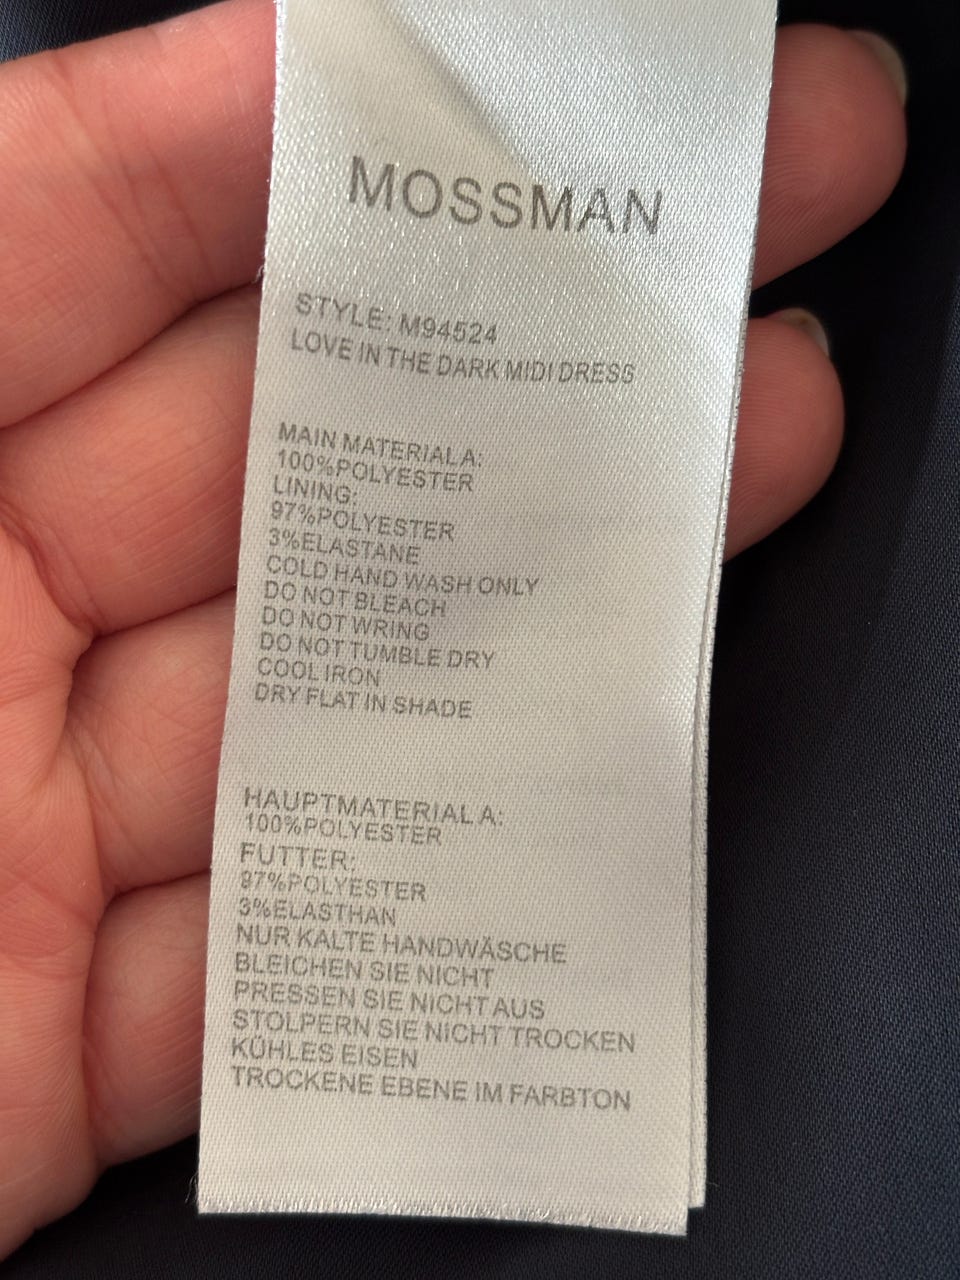 MOSSMAN
STYLE: M94524
LOVE IN THE DARK MIDI DRESS
MAIN MATERIAL A:
100%POLYESTER
LINING:
97%POLYESTER
3%ELASTANE
COLD HAND WASH ONLY
DO NOT BLEACH
DO NOT WRING
DO NOT TUMBLE DRY
COOL IRON
DRY FLAT IN SHADE
HAUPTMATERIAL A:
100%POLYESTER
FUTTER:
97%POLYESTER
3%ELASTHAN
NUR KALTE HANDWÄSCHE
BLEICHEN SIE NICHT
PRESSEN SIE NICHT AUS
STOLPERN SIE NICHT TROCKEN
KÜHLES EISEN
TROCKENE EBENE IM FARBTON